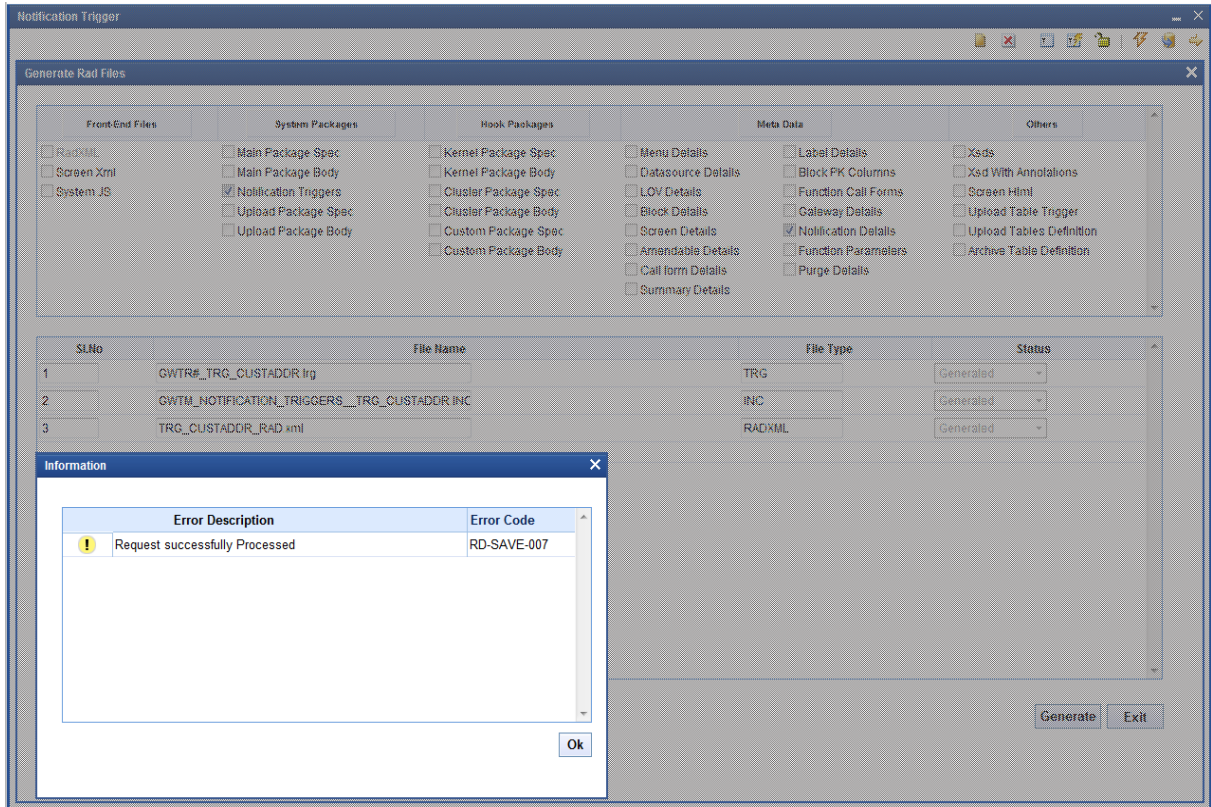 Notification Trigger
Generate Rad Files
Front-End Files System Packages Hook Packages Meta Data Others
RadXML Main Package Spec Kernel Package Spec Menu Details Label Details Xsds
Screen Xml Main Package Body Kernel Package Body Datasource Details Block PK Columns Xsd With Annotations
System JS Notification Triggers Cluster Package Spec LOV Details Function Call Forms Screen Html
Upload Package Spec Cluster Package Body Block Details Gateway Details Upload Table Trigger
Upload Package Body Custom Package Spec Screen Details Notification Details Upload Tables Definition
Custom Package Body Amendable Details Function Parameters Archive Table Definition
Call form Details Purge Details
Summary Details
Sl.No File Name File Type Status
1 GWTR#_TRG_CUSTADDR.trg TRG Generated
2 GWTM_NOTIFICATION_TRIGGERS__TRG_CUSTADDR.INC INC Generated
3 TRG_CUSTADDR_RAD.xml RADXML Generated
Information
Error Description Error Code
! Request successfully Processed RD-SAVE-007
Ok
Generate Exit